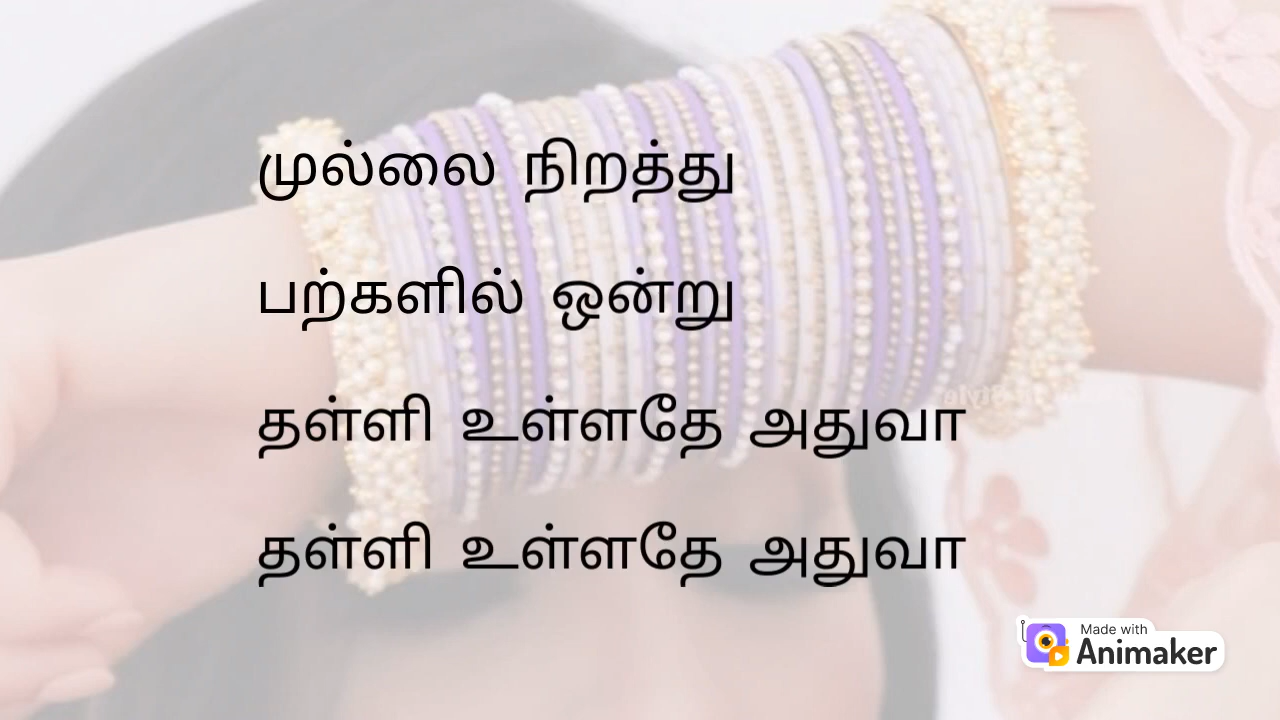 முல்லை நிறத்து
பற்களில் ஒன்று
தள்ளி உள்ளதே அதுவா
தள்ளி உள்ளதே அதுவா
Made with
Animaker